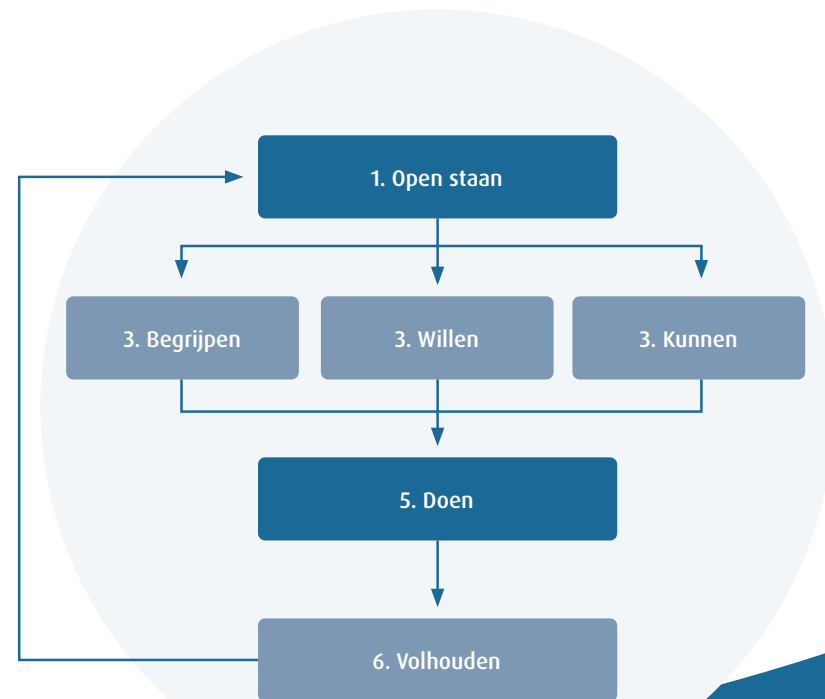 1. Open staan
3. Begrijpen
3. Willen
3. Kunnen
5. Doen
6. Volhouden